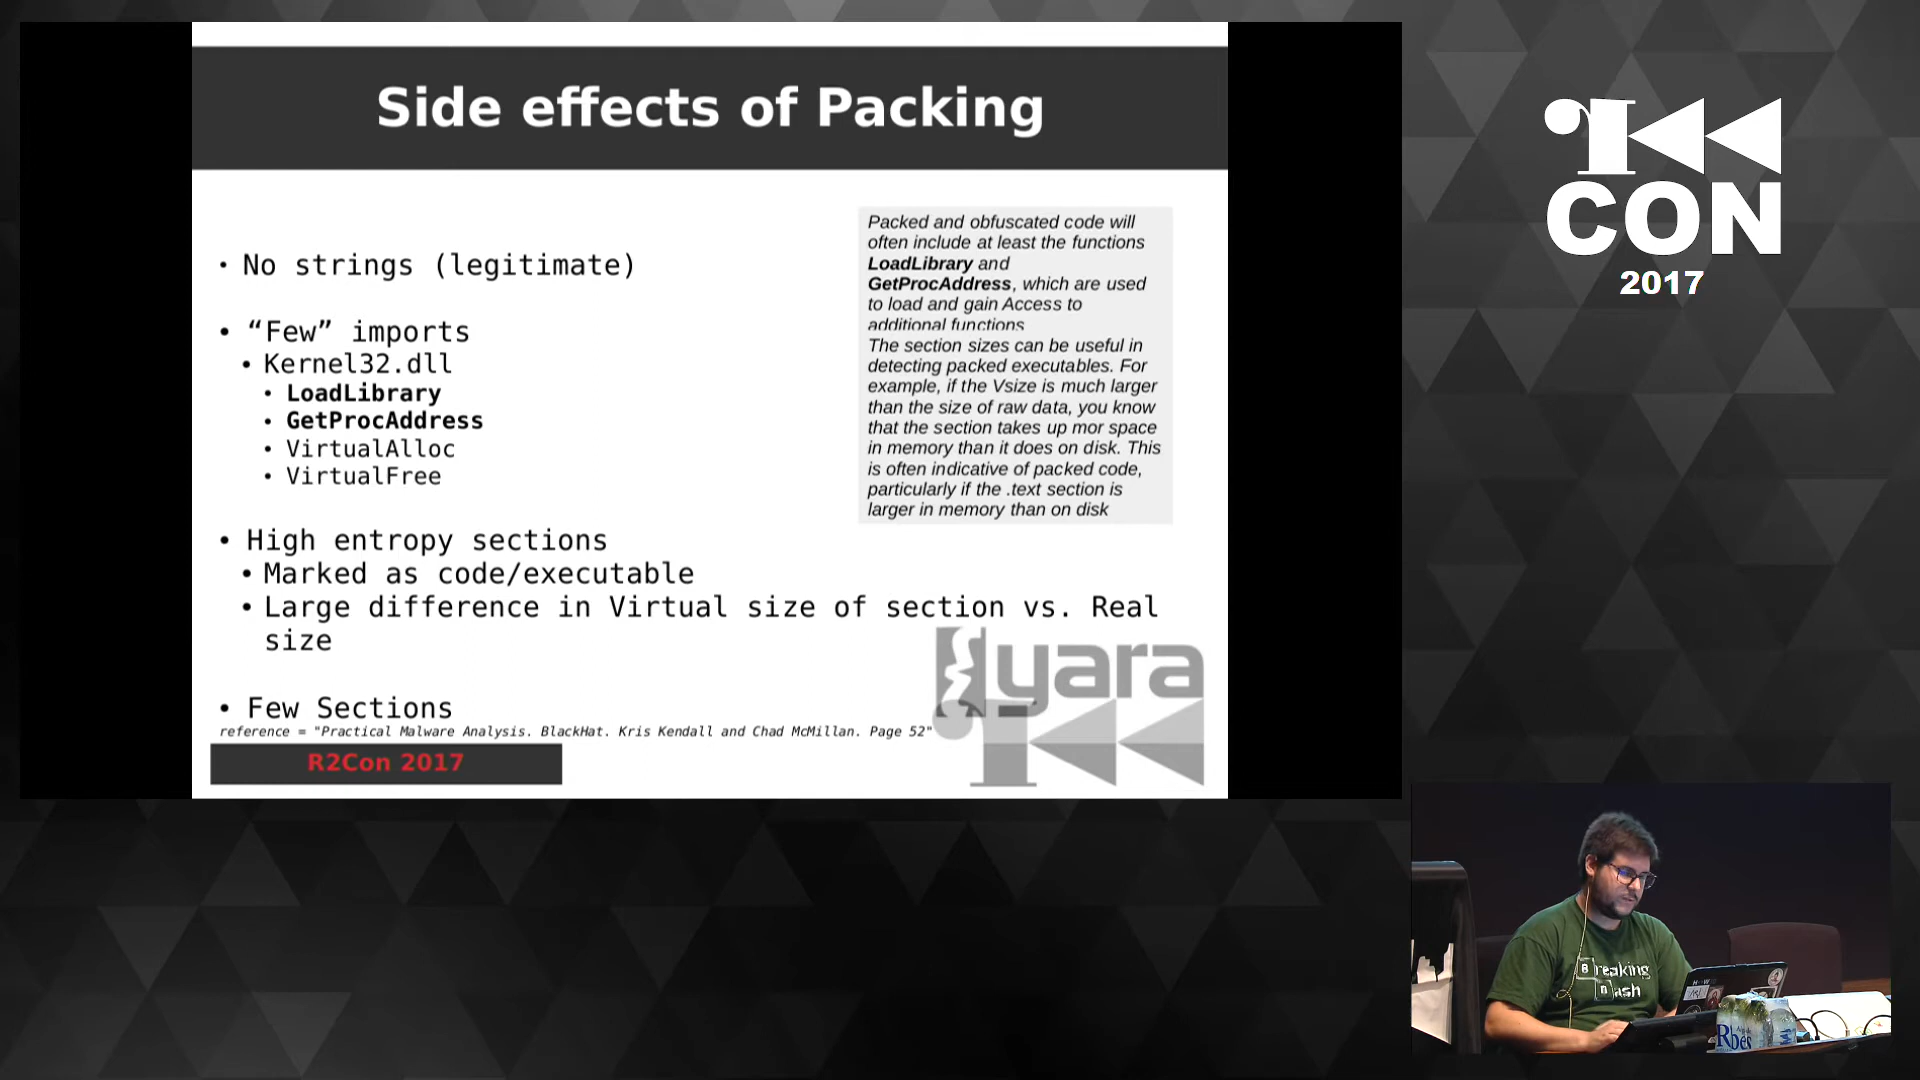 Side effects of Packing
• No strings (legitimate)
• “Few” imports
• Kernel32.dll
• LoadLibrary
• GetProcAddress
• VirtualAlloc
• VirtualFree
• High entropy sections
• Marked as code/executable
• Large difference in Virtual size of section vs. Real
size
• Few Sections
reference = "Practical Malware Analysis. BlackHat. Kris Kendall and Chad McMillan. Page 52"
R2Con 2017
Packed and obfuscated code will
often include at least the functions
LoadLibrary and
GetProcAddress, which are used
to load and gain Access to
additional functions
The section sizes can be useful in
detecting packed executables. For
example, if the Vsize is much larger
than the size of raw data, you know
that the section takes up mor space
in memory than it does on disk. This
is often indicative of packed code,
particularly if the .text section is
larger in memory than on disk
yara
CON
2017
Breaking
Bash
Rbes